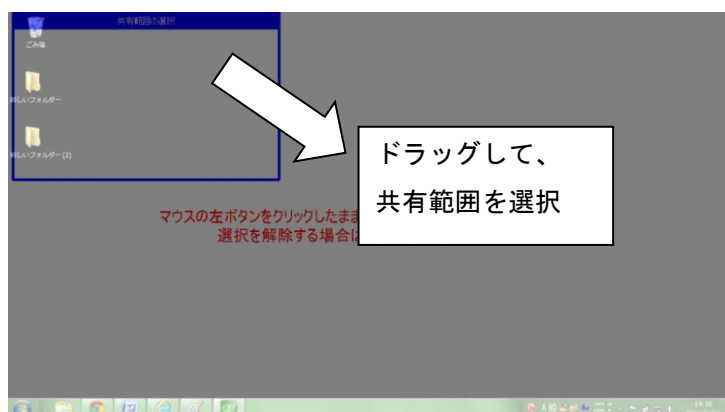 共有範囲の選択
ごみ箱
新しいフォルダー
新しいフォルダー (2)
ドラッグして、
共有範囲を選択
マウスの左ボタンをクリックしたまま
選択を解除する場合は
14:58